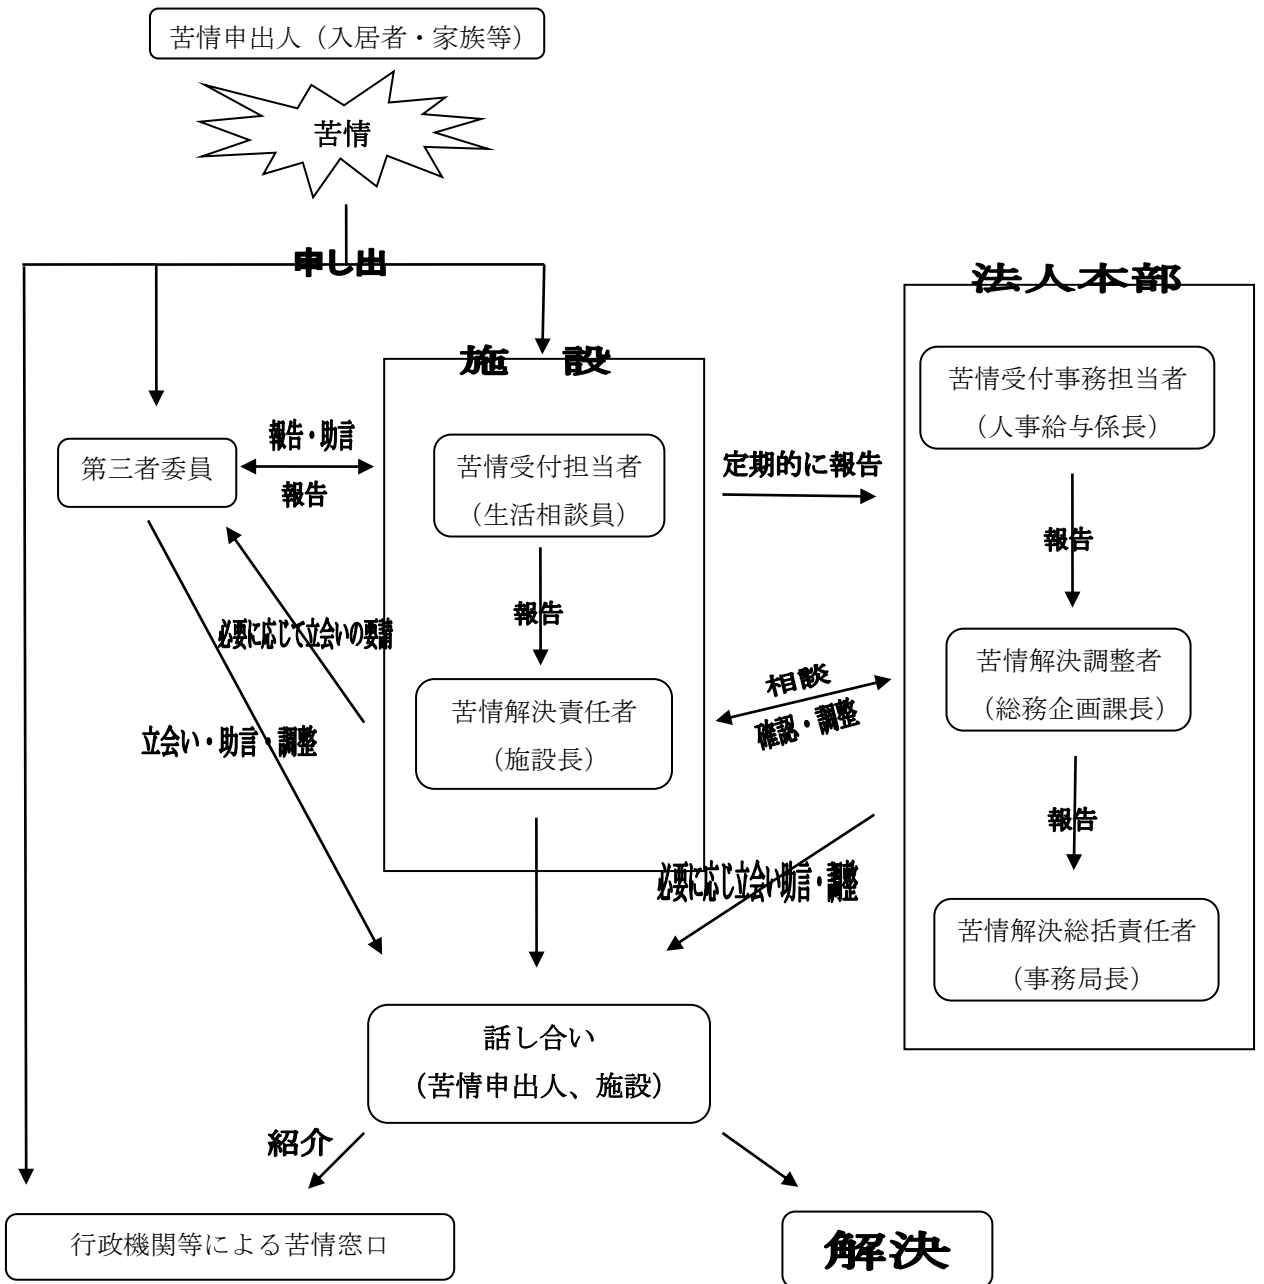 苦情申出人（入居者・家族等）
苦情
申し出
法人本部
施　設
苦情受付事務担当者
（人事給与係長）
第三者委員
報告・助言
報告
苦情受付担当者
（生活相談員）
定期的に報告
報告
報告
必要に応じて立会いの要請
苦情解決調整者
（総務企画課長）
相談
確認・調整
苦情解決責任者
（施設長）
立会い・助言・調整
報告
必要に応じ立会い助言・調整
苦情解決総括責任者
（事務局長）
話し合い
（苦情申出人、施設）
紹介
行政機関等による苦情窓口
解決